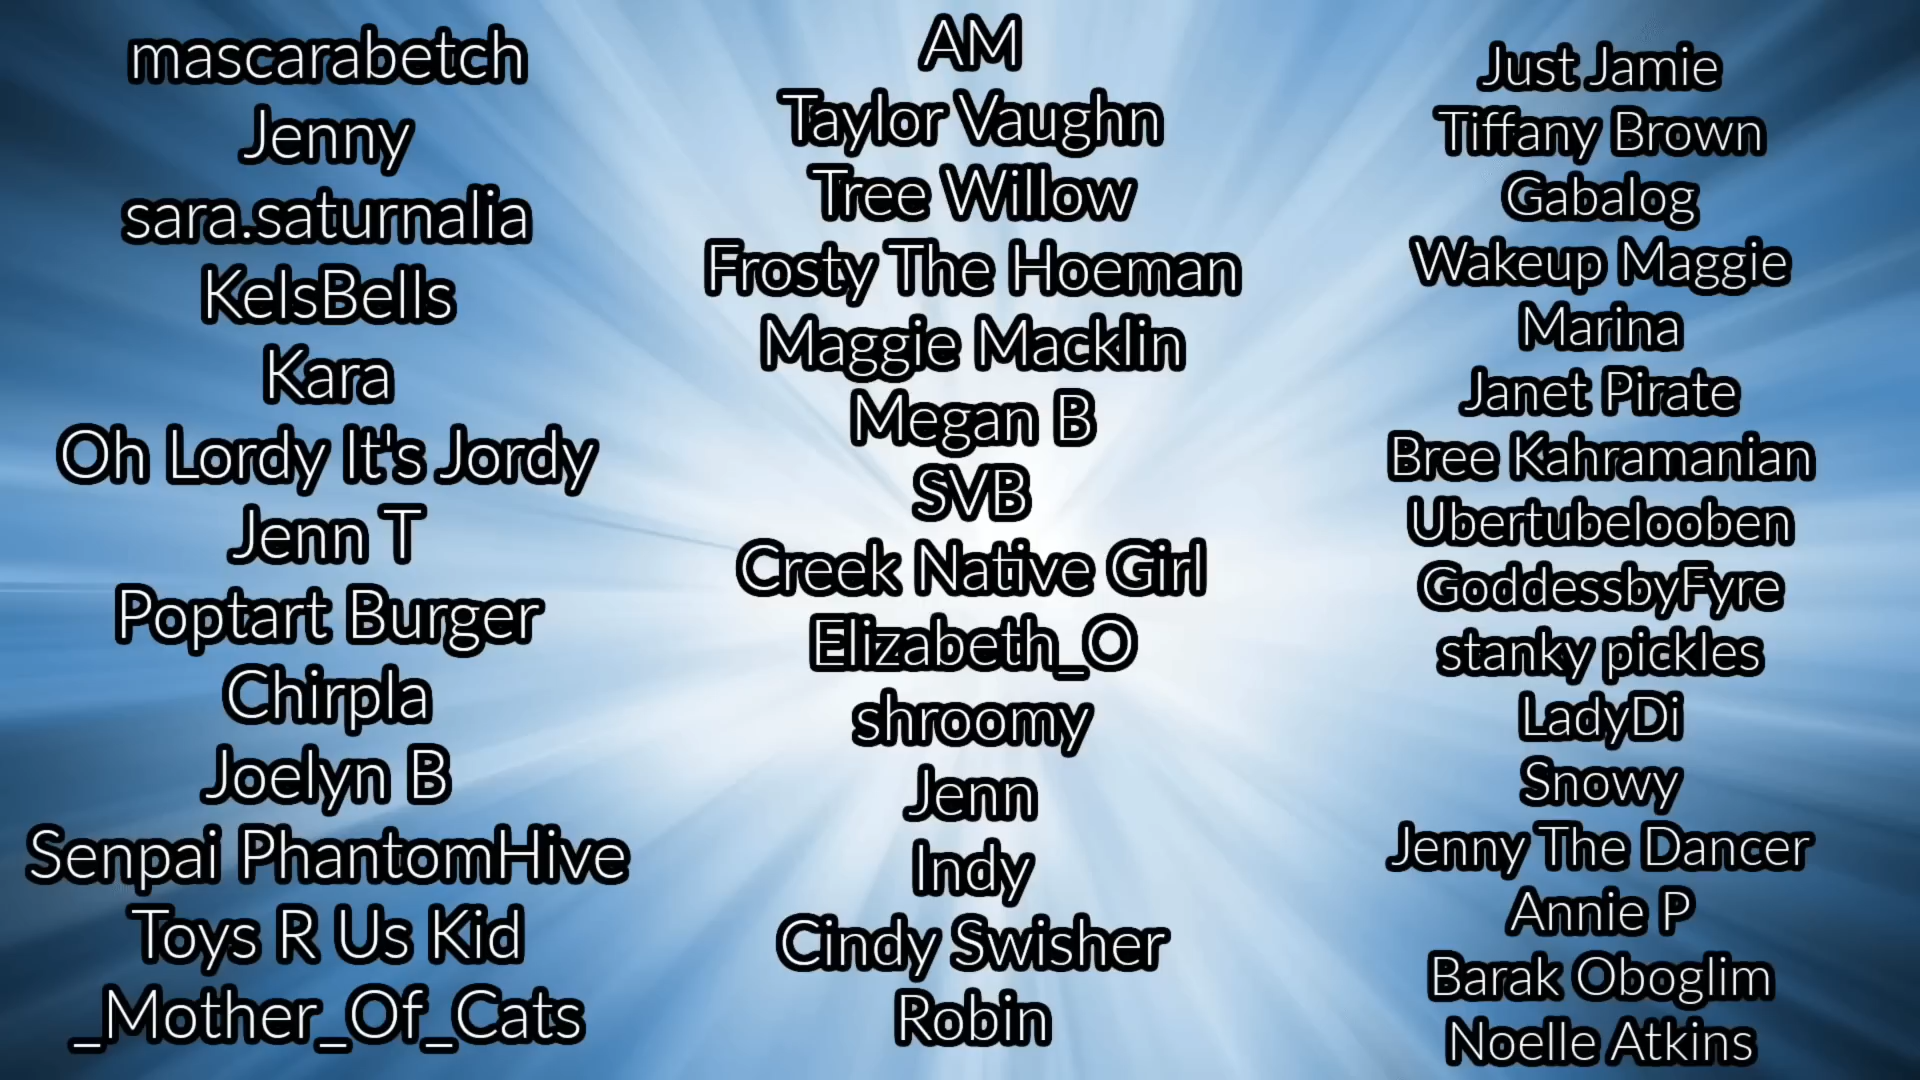 mascarabetch
Jenny
sara.saturnalia
KelsBells
Kara
Oh Lordy It's Jordy
Jenn T
Poptart Burger
Chirpla
Joelyn B
Senpai PhantomHive
Toys R Us Kid
_Mother_Of_Cats
AM
Taylor Vaughn
Tree Willow
Frosty The Hoeman
Maggie Macklin
Megan B
SVB
Creek Native Girl
Elizabeth_O
shroomy
Jenn
Indy
Cindy Swisher
Robin
Just Jamie
Tiffany Brown
Gabalog
Wakeup Maggie
Marina
Janet Pirate
Bree Kahramanian
Ubertubelooben
GoddessbyFyre
stanky pickles
LadyDi
Snowy
Jenny The Dancer
Annie P
Barak Oboglim
Noelle Atkins